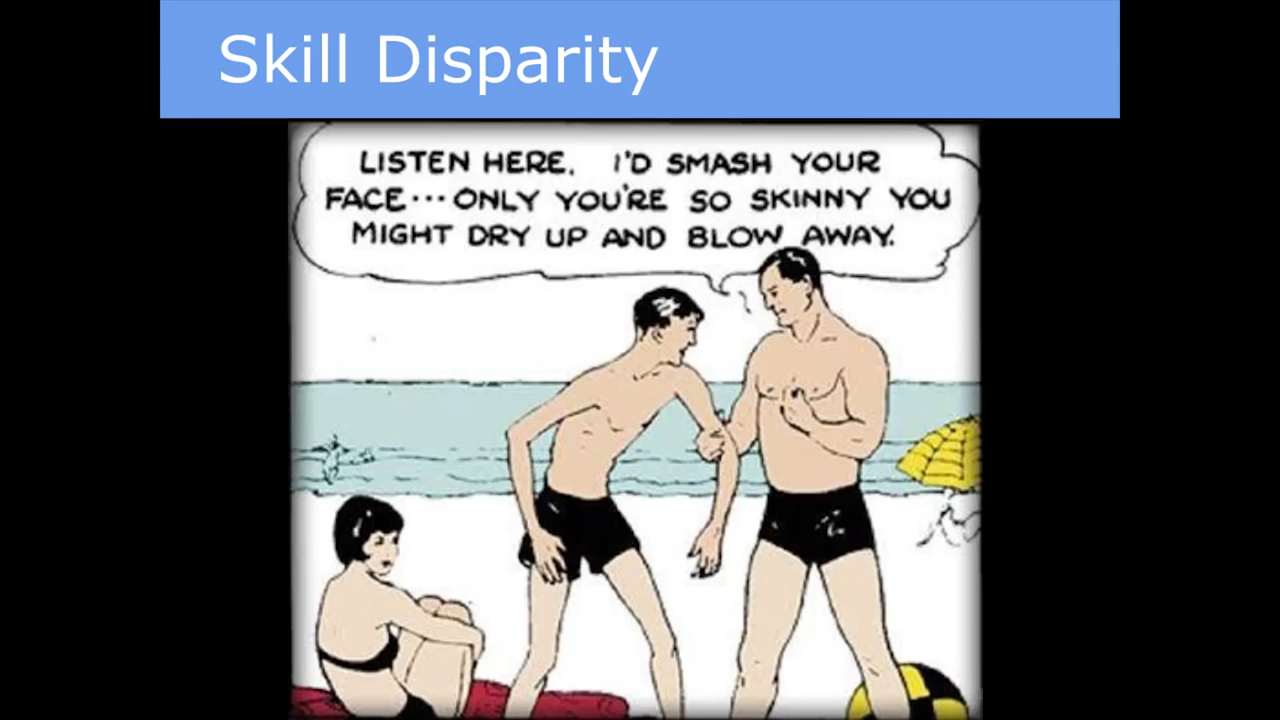 Skill Disparity
LISTEN HERE. I'D SMASH YOUR
FACE···ONLY YOU'RE SO SKINNY YOU
MIGHT DRY UP AND BLOW AWAY.